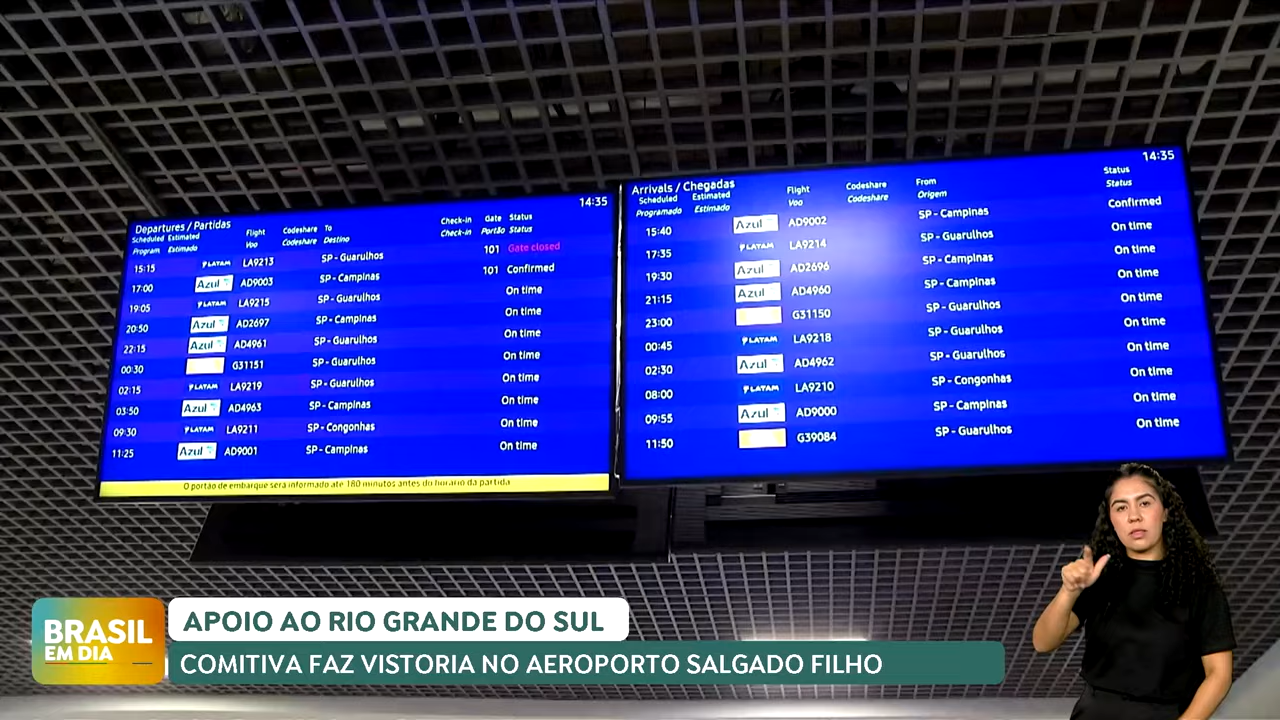 14:35
Departures / Partidas
Scheduled Estimated Flight Codeshare To Check-in Gate Status
Program Estimado Voo Codeshare Destino Check-in Portão Status
15:15 LATAM LA9213 SP - Guarulhos 101 Gate closed
17:00 Azul AD9003 SP - Campinas 101 Confirmed
19:05 LATAM LA9215 SP - Guarulhos On time
20:50 Azul AD2697 SP - Campinas On time
22:15 Azul AD4961 SP - Guarulhos On time
00:30 G31151 SP - Guarulhos On time
02:15 LATAM LA9219 SP - Guarulhos On time
03:50 Azul AD4963 SP - Campinas On time
09:30 LATAM LA9211 SP - Congonhas On time
11:25 Azul AD9001 SP - Campinas On time
O portão de embarque será informado até 180 minutos antes do horário da partida
14:35
Arrivals / Chegadas
Scheduled Estimated Flight Codeshare From Status
Programado Estimado Voo Codeshare Origem Status
15:40 Azul AD9002 SP - Campinas Confirmed
17:35 LATAM LA9214 SP - Guarulhos On time
19:30 Azul AD2696 SP - Campinas On time
21:15 Azul AD4960 SP - Campinas On time
23:00 G31150 SP - Guarulhos On time
00:45 LATAM LA9218 SP - Guarulhos On time
02:30 Azul AD4962 SP - Guarulhos On time
08:00 LATAM LA9210 SP - Congonhas On time
09:55 Azul AD9000 SP - Campinas On time
11:50 G39084 SP - Guarulhos On time
BRASIL
EM DIA
APOIO AO RIO GRANDE DO SUL
COMITIVA FAZ VISTORIA NO AEROPORTO SALGADO FILHO